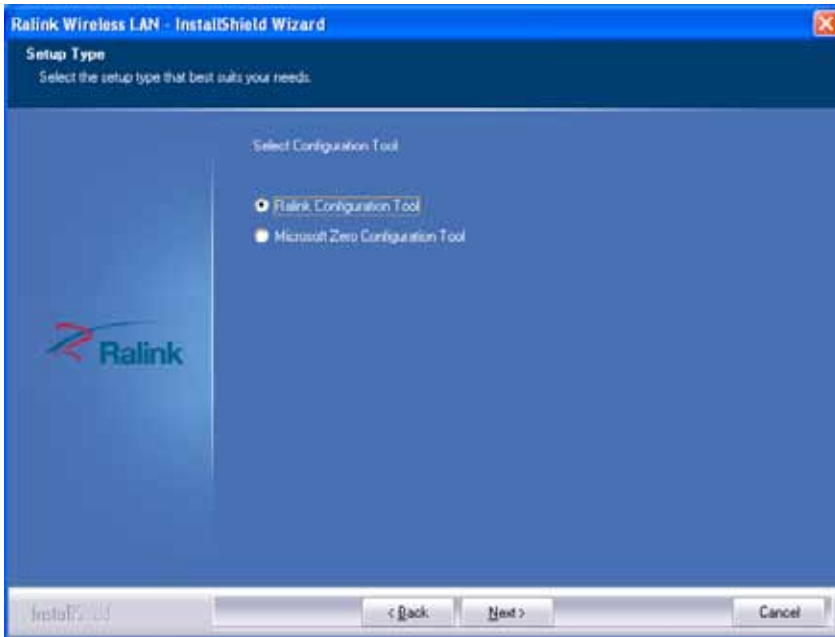 Ralink Wireless LAN - InstallShield Wizard
Setup Type
Select the setup type that best suits your needs.
Select Configuration Tool
Ralink Configuration Tool
Microsoft Zero Configuration Tool
Ralink
< Back
Next >
Cancel